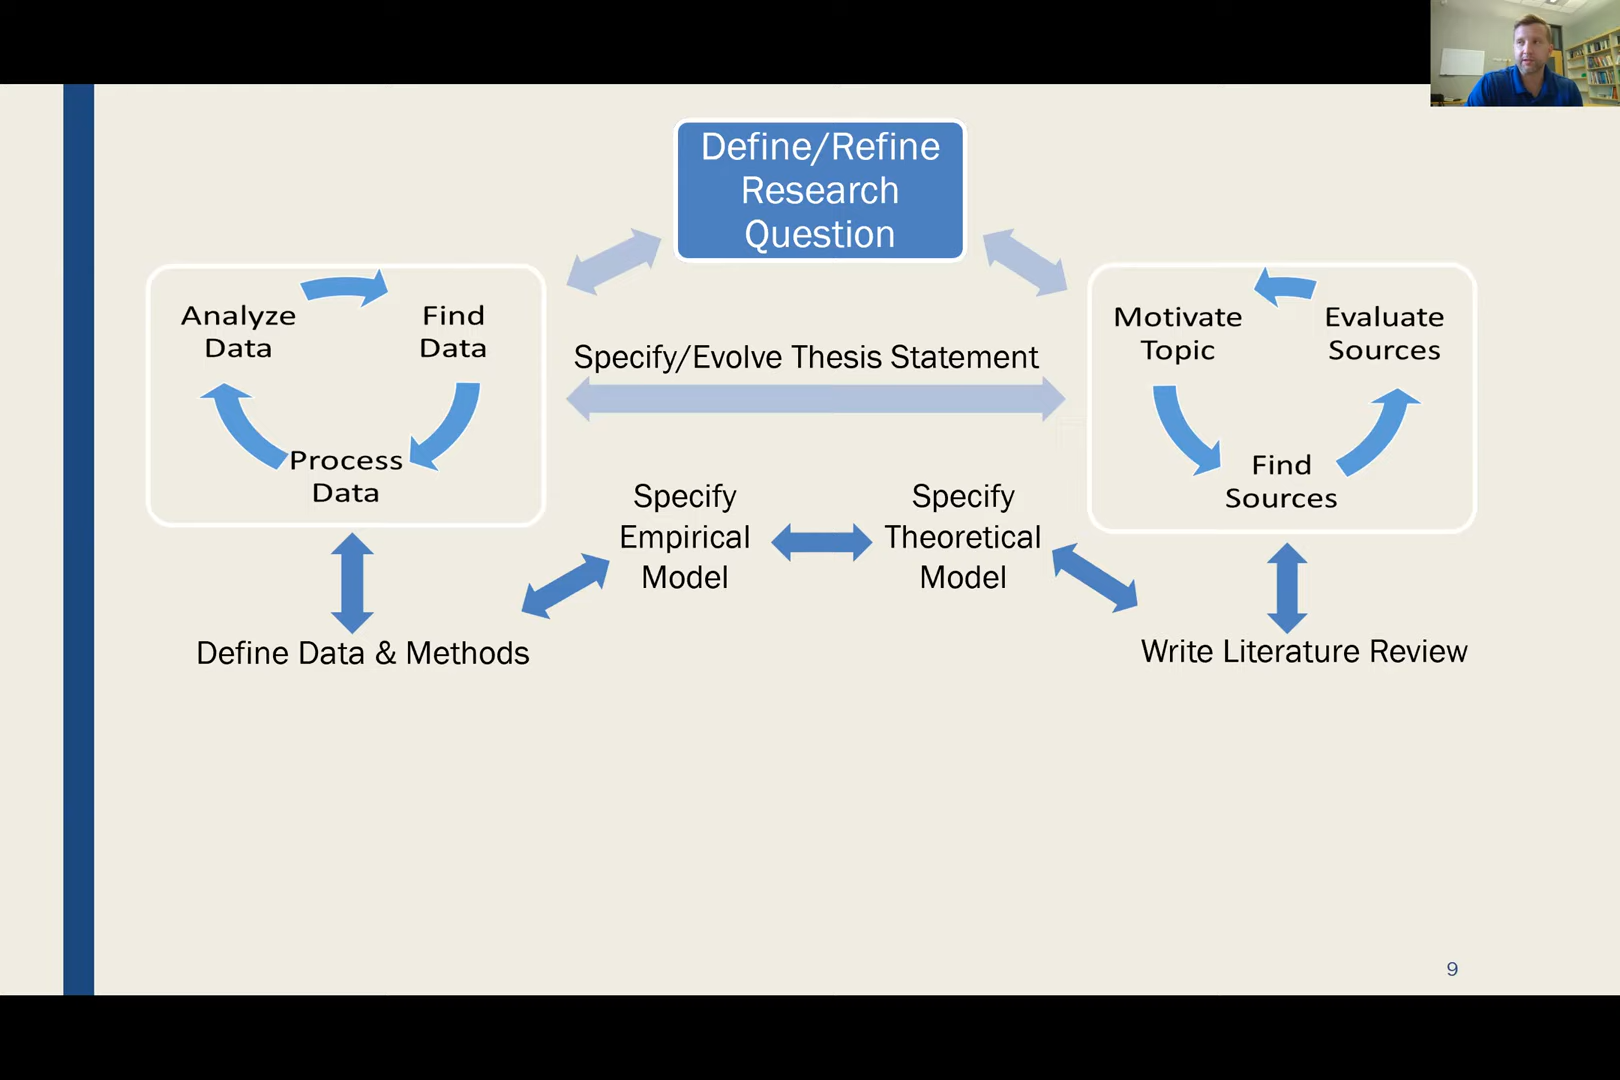 Define/Refine
Research
Question
Analyze
Data
Find
Data
Process
Data
Specify/Evolve Thesis Statement
Motivate
Topic
Evaluate
Sources
Find
Sources
Specify
Empirical
Model
Specify
Theoretical
Model
Define Data & Methods
Write Literature Review
9